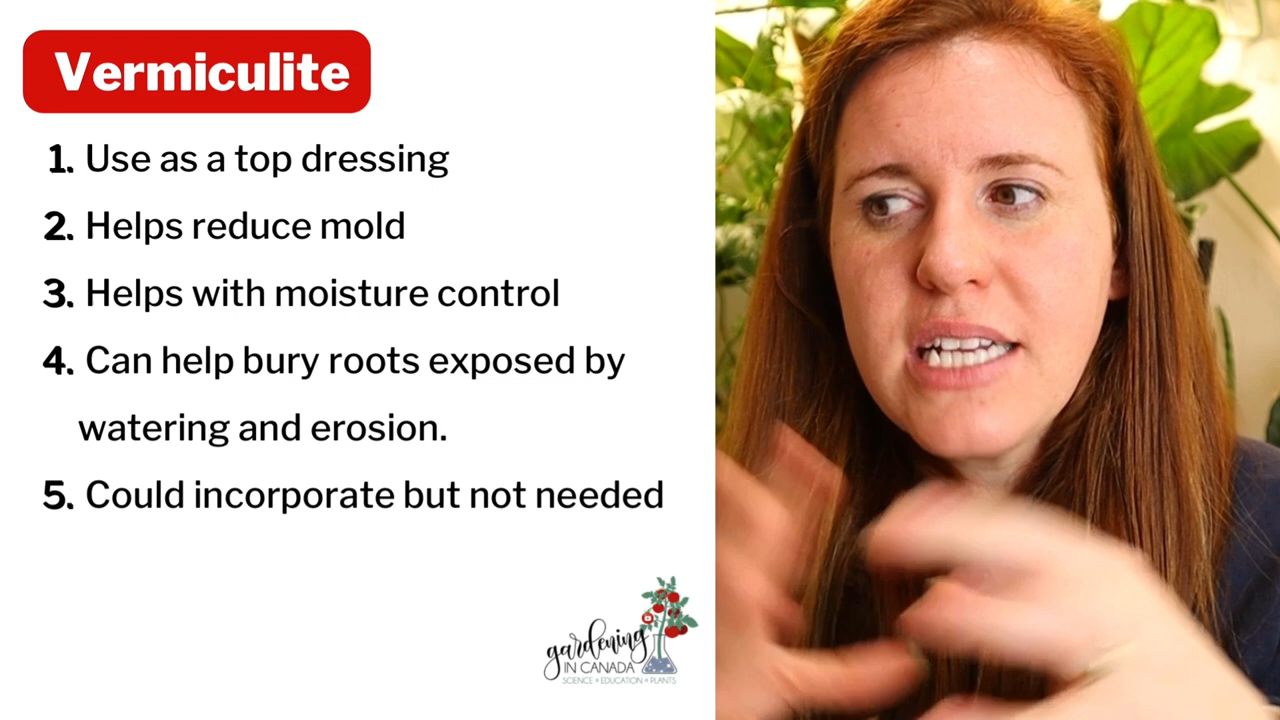 Vermiculite
1. Use as a top dressing
2. Helps reduce mold
3. Helps with moisture control
4. Can help bury roots exposed by
watering and erosion.
5. Could incorporate but not needed
gardening
IN CANADA
SCIENCE + EDUCATION + PLANTS